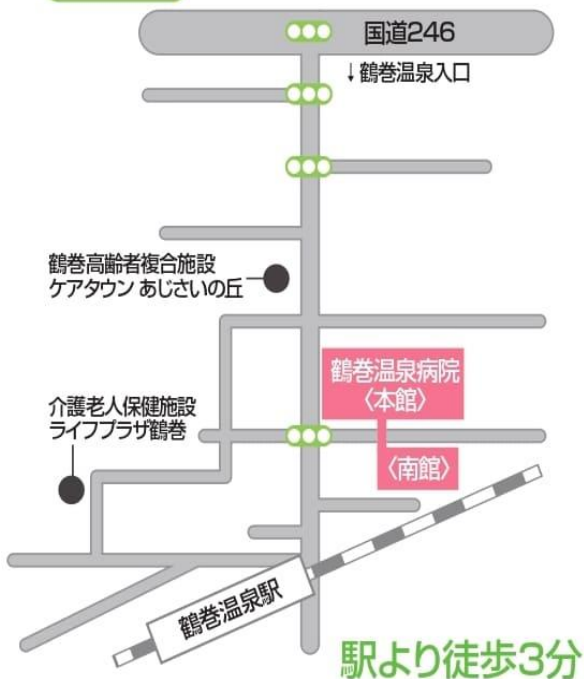 国道246
↓鶴巻温泉入口
鶴巻高齢者複合施設
ケアタウン あじさいの丘
鶴巻温泉病院
〈本館〉
介護老人保健施設
ライフプラザ鶴巻
〈南館〉
鶴巻温泉駅
駅より徒歩3分